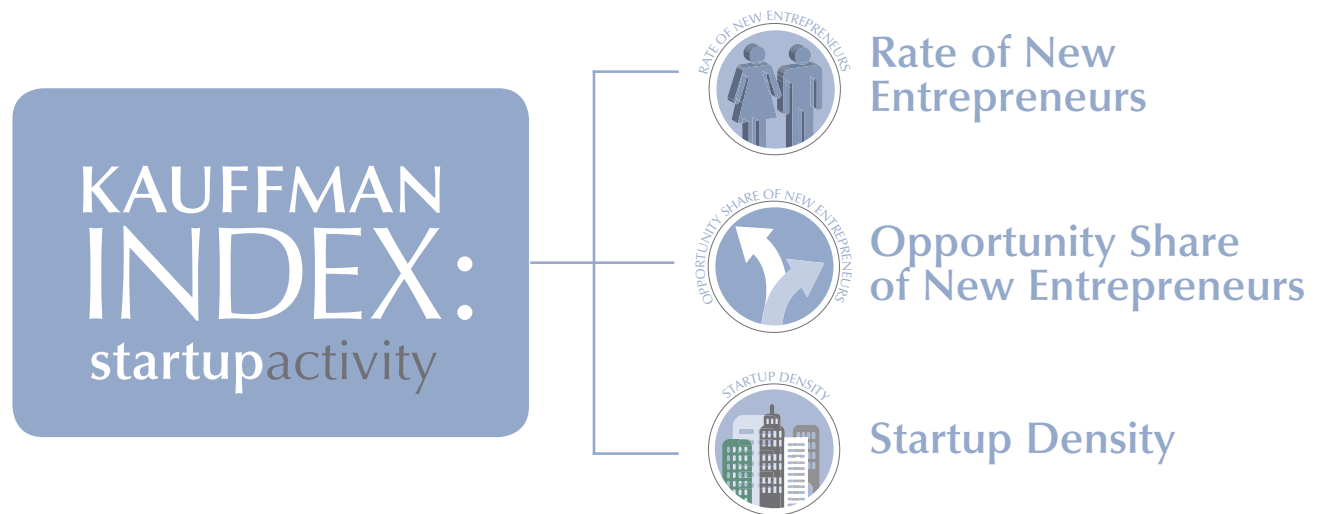 KAUFFMAN
INDEX:
startupactivity
RATE OF NEW ENTREPRENEURS
Rate of New
Entrepreneurs
OPPORTUNITY SHARE OF NEW ENTREPRENEURS
Opportunity Share
of New Entrepreneurs
STARTUP DENSITY
Startup Density